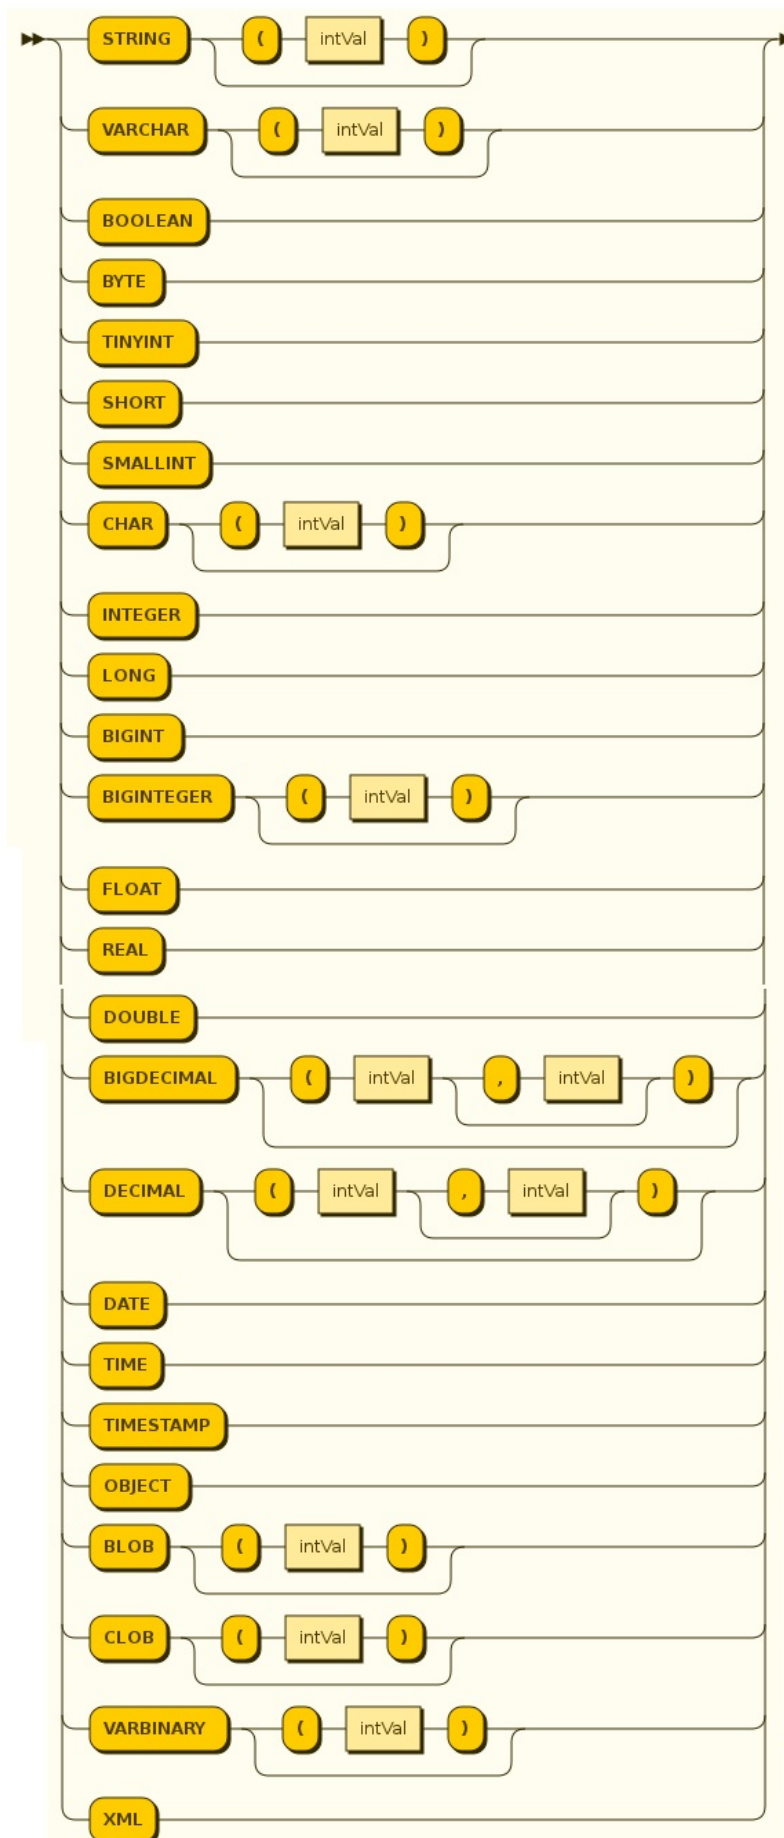 STRING ( intVal )
VARCHAR ( intVal )
BOOLEAN
BYTE
TINYINT
SHORT
SMALLINT
CHAR ( intVal )
INTEGER
LONG
BIGINT
BIGINTEGER ( intVal )
FLOAT
REAL
DOUBLE
BIGDECIMAL ( intVal , intVal )
DECIMAL ( intVal , intVal )
DATE
TIME
TIMESTAMP
OBJECT
BLOB ( intVal )
CLOB ( intVal )
VARBINARY ( intVal )
XML